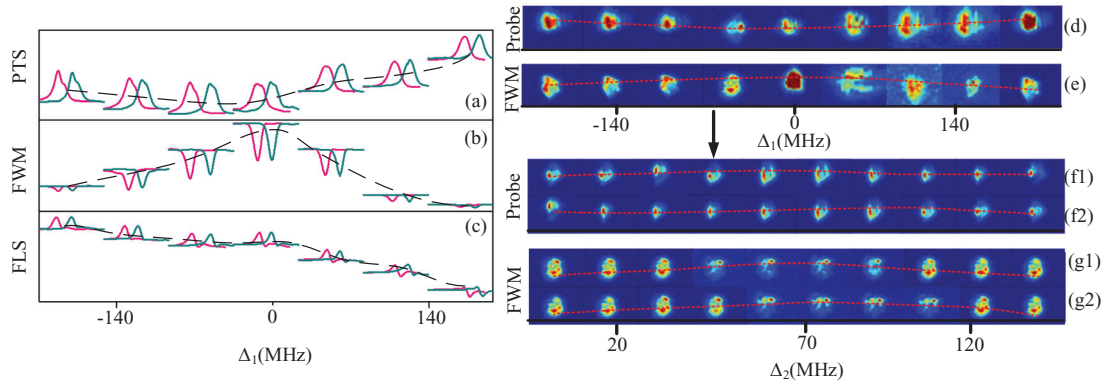 PTS
(a)
FWM
(b)
FLS
(c)
-140
0
140
Δ₁(MHz)
Probe
(d)
FWM
(e)
-140
0
140
Δ₁(MHz)
Probe
(f1)
(f2)
FWM
(g1)
(g2)
20
70
120
Δ₂(MHz)